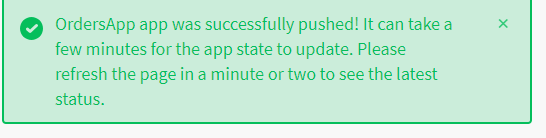 OrdersApp app was successfully pushed! It can take a
few minutes for the app state to update. Please
refresh the page in a minute or two to see the latest
status.